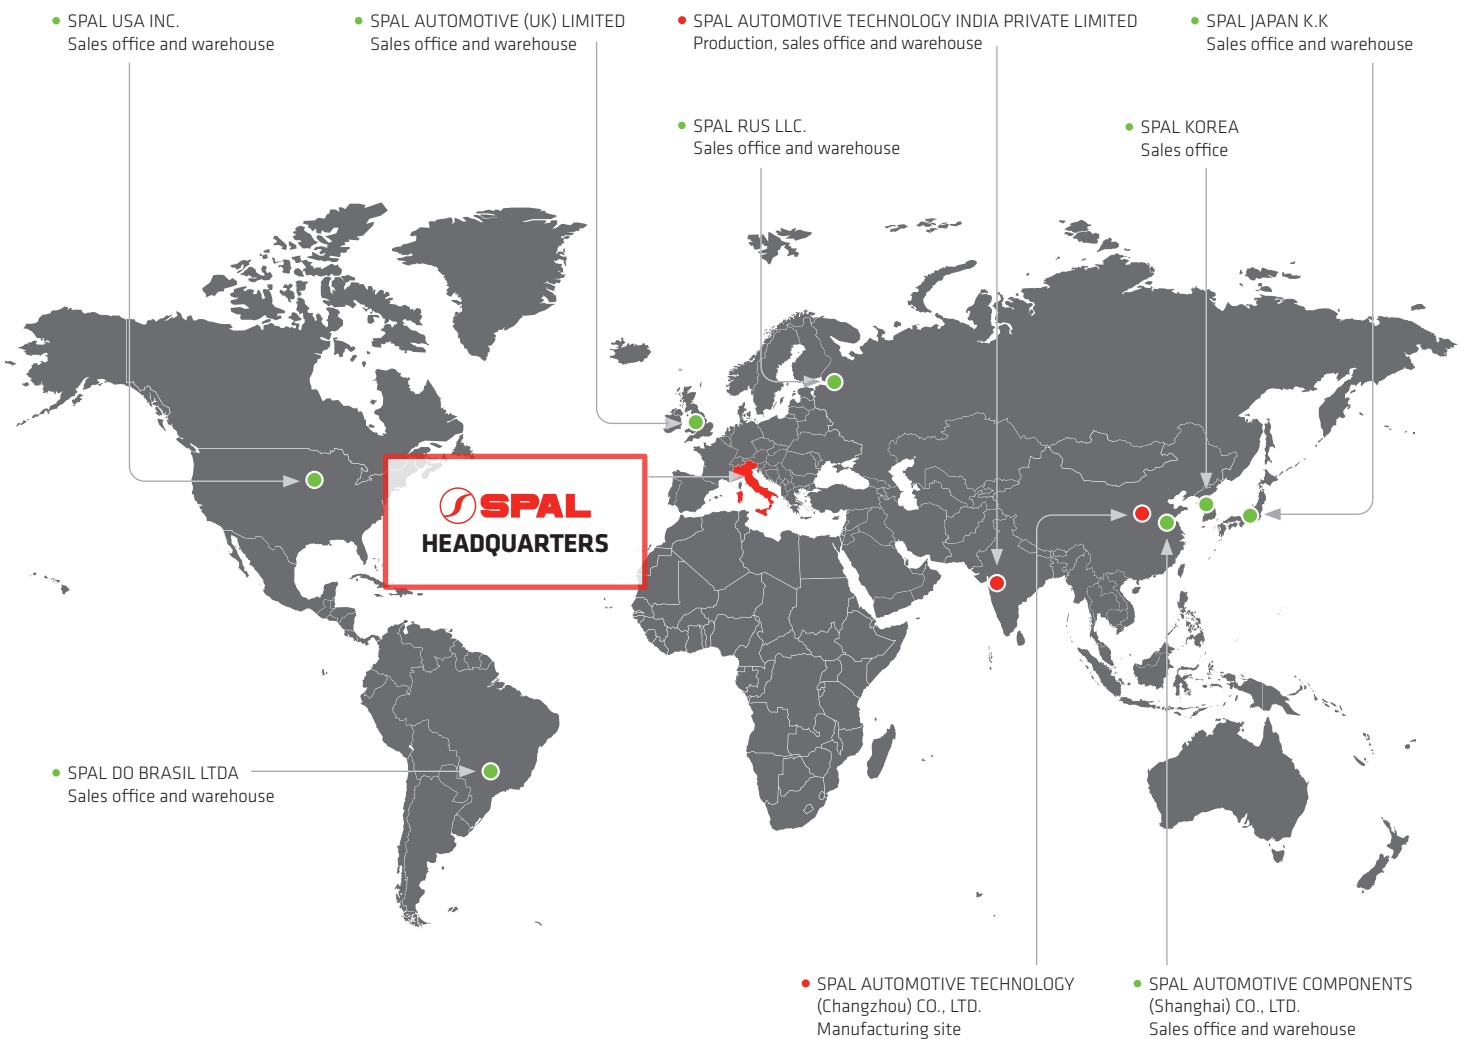 SPAL USA INC.
Sales office and warehouse
SPAL AUTOMOTIVE (UK) LIMITED
Sales office and warehouse
SPAL AUTOMOTIVE TECHNOLOGY INDIA PRIVATE LIMITED
Production, sales office and warehouse
SPAL JAPAN K.K
Sales office and warehouse
SPAL RUS LLC.
Sales office and warehouse
SPAL KOREA
Sales office
SPAL
HEADQUARTERS
SPAL DO BRASIL LTDA
Sales office and warehouse
SPAL AUTOMOTIVE TECHNOLOGY
(Changzhou) CO., LTD.
Manufacturing site
SPAL AUTOMOTIVE COMPONENTS
(Shanghai) CO., LTD.
Sales office and warehouse